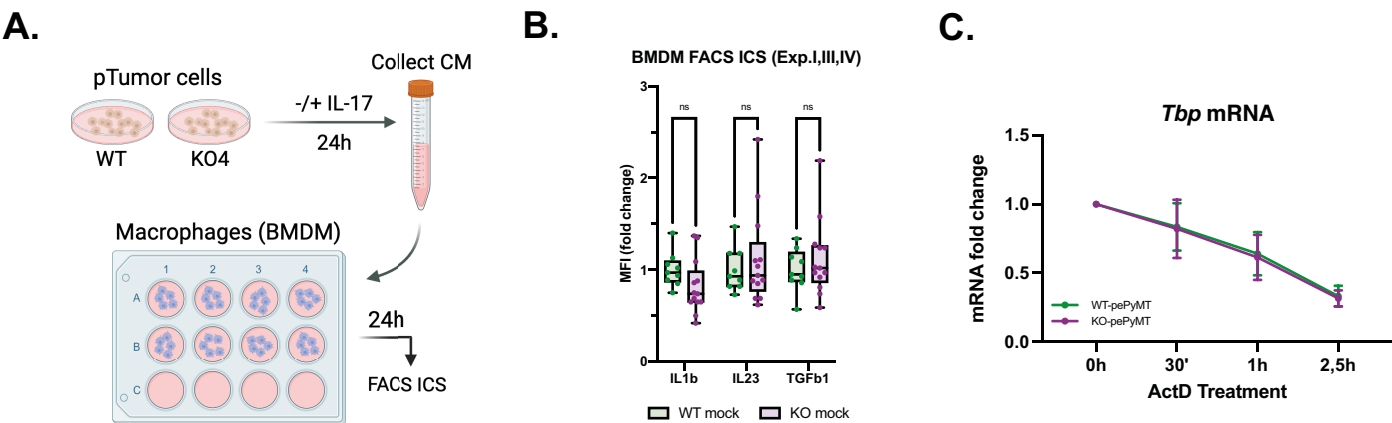 A.
pTumor cells
WT
KO4
-/+ IL-17
24h
Collect CM
Macrophages (BMDM)
1 2 3 4
A
B
C
24h
FACS ICS
B.
BMDM FACS ICS (Exp.I,III,IV)
MFI (fold change)
3
2
1
0
ns ns ns
IL1b IL23 TGFb1
WT mock KO mock
C.
Tbp mRNA
mRNA fold change
1.5
1.0
0.5
0.0
WT-pePyMT
KO-pePyMT
0h 30' 1h 2,5h
ActD Treatment